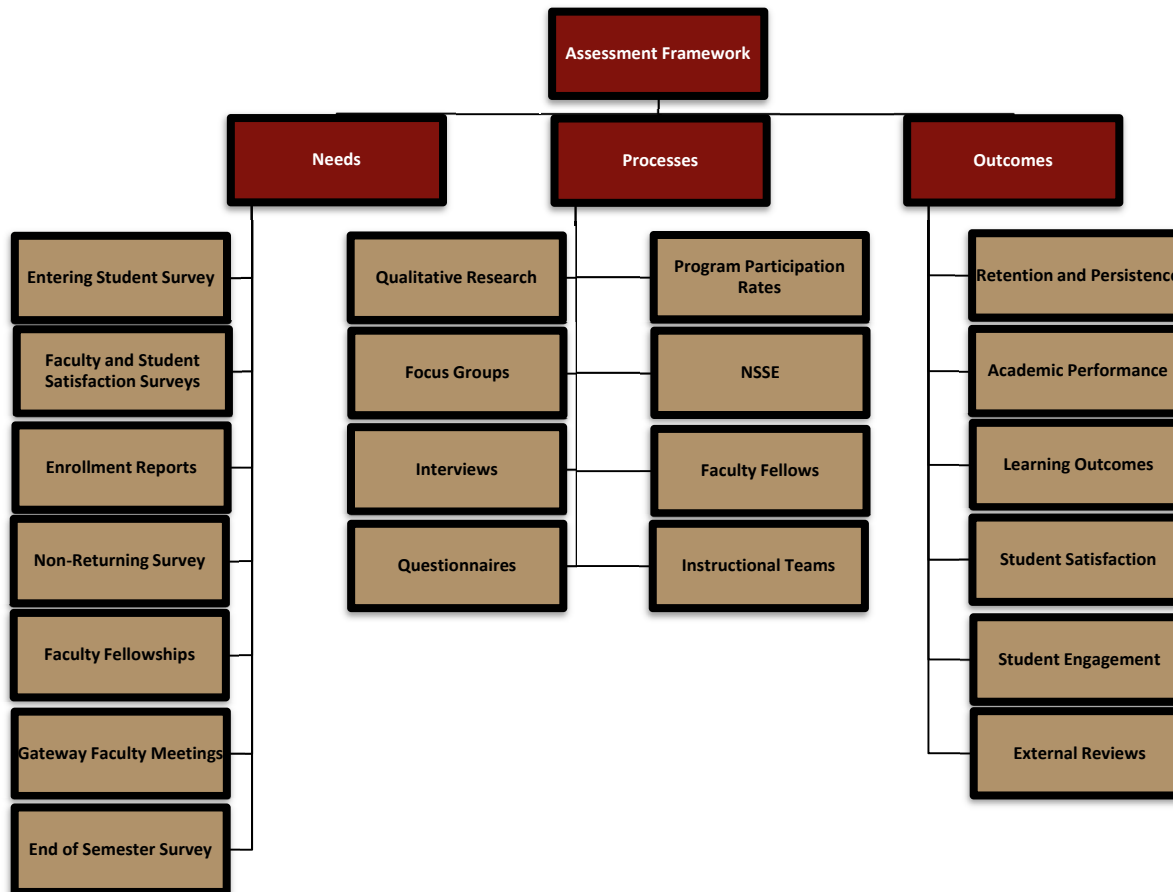 Assessment Framework
Needs
Processes
Outcomes
Entering Student Survey
Faculty and Student
Satisfaction Surveys
Enrollment Reports
Non-Returning Survey
Faculty Fellowships
Gateway Faculty Meetings
End of Semester Survey
Qualitative Research
Focus Groups
Interviews
Questionnaires
Program Participation
Rates
NSSE
Faculty Fellows
Instructional Teams
Retention and Persistence
Academic Performance
Learning Outcomes
Student Satisfaction
Student Engagement
External Reviews